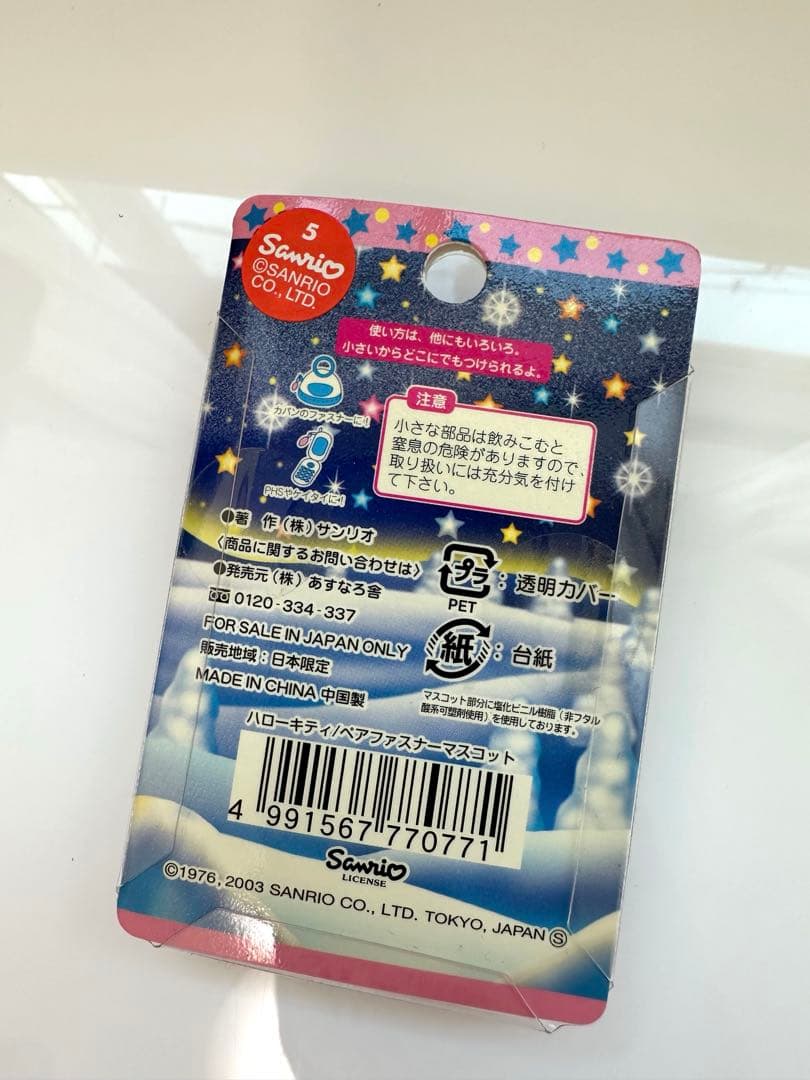 5
Sanrio
©SANRIO
CO., LTD.
使い方は、他にもいろいろ。
小さいからどこにでもつけられるよ。
カバンのファスナーに!
PHSやケイタイに!
注意
小さな部品は飲みこむと
窒息の危険がありますので、
取り扱いには充分気を付け
て下さい。
●著 作(株)サンリオ
〈商品に関するお問い合わせは〉
●発売元(株)あすなろ舎
0120-334-337
FOR SALE IN JAPAN ONLY
販売地域:日本限定
MADE IN CHINA 中国製
プラ:透明カバー
PET
紙:台紙
マスコット部分に塩化ビニル樹脂(非フタル
酸系可塑剤使用)を使用しております。
ハローキティ/ペアファスナーマスコット
4 991567 770771
Sanrio
LICENSE
©1976, 2003 SANRIO CO., LTD. TOKYO, JAPAN Ⓢ